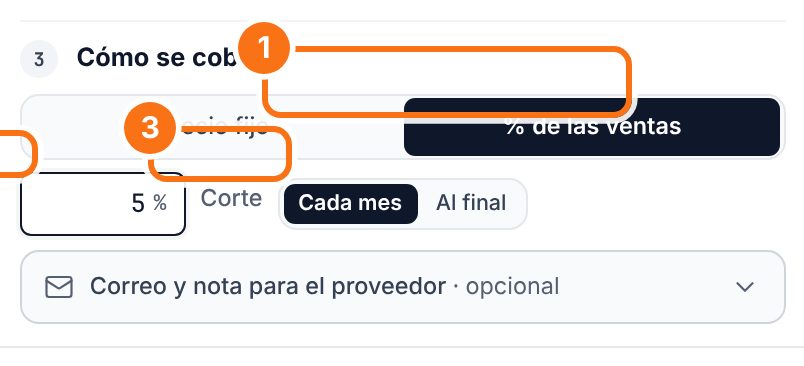 1
3 Cómo se cob
3
% de las ventas
5 % Corte Cada mes Al final
Correo y nota para el proveedor · opcional